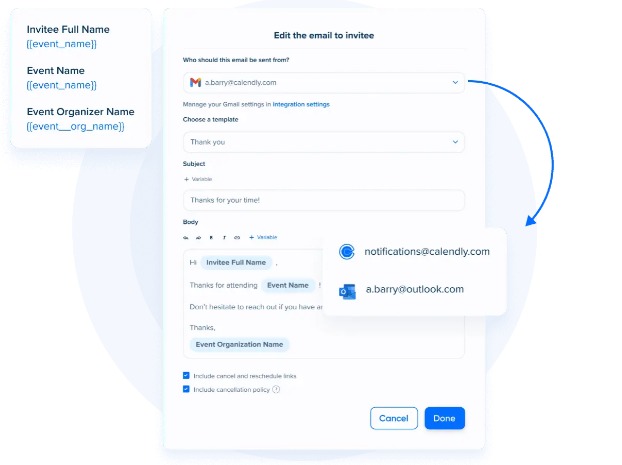 Invitee Full Name
{{event_name}}
Event Name
{{event_name}}
Event Organizer Name
{{event__org_name}}
Edit the email to invitee
Who should this email be sent from?
a.barry@calendly.com
Manage your Gmail settings in integration settings
Choose a template
Thank you
Subject
+ Variable
Thanks for your time!
Body
B I + Variable
Hi Invitee Full Name ,
Thanks for attending Event Name !
Don't hesitate to reach out if you have
Thanks,
Event Organization Name
notifications@calendly.com
a.barry@outlook.com
Include cancel and reschedule links
Include cancellation policy ?
Cancel
Done